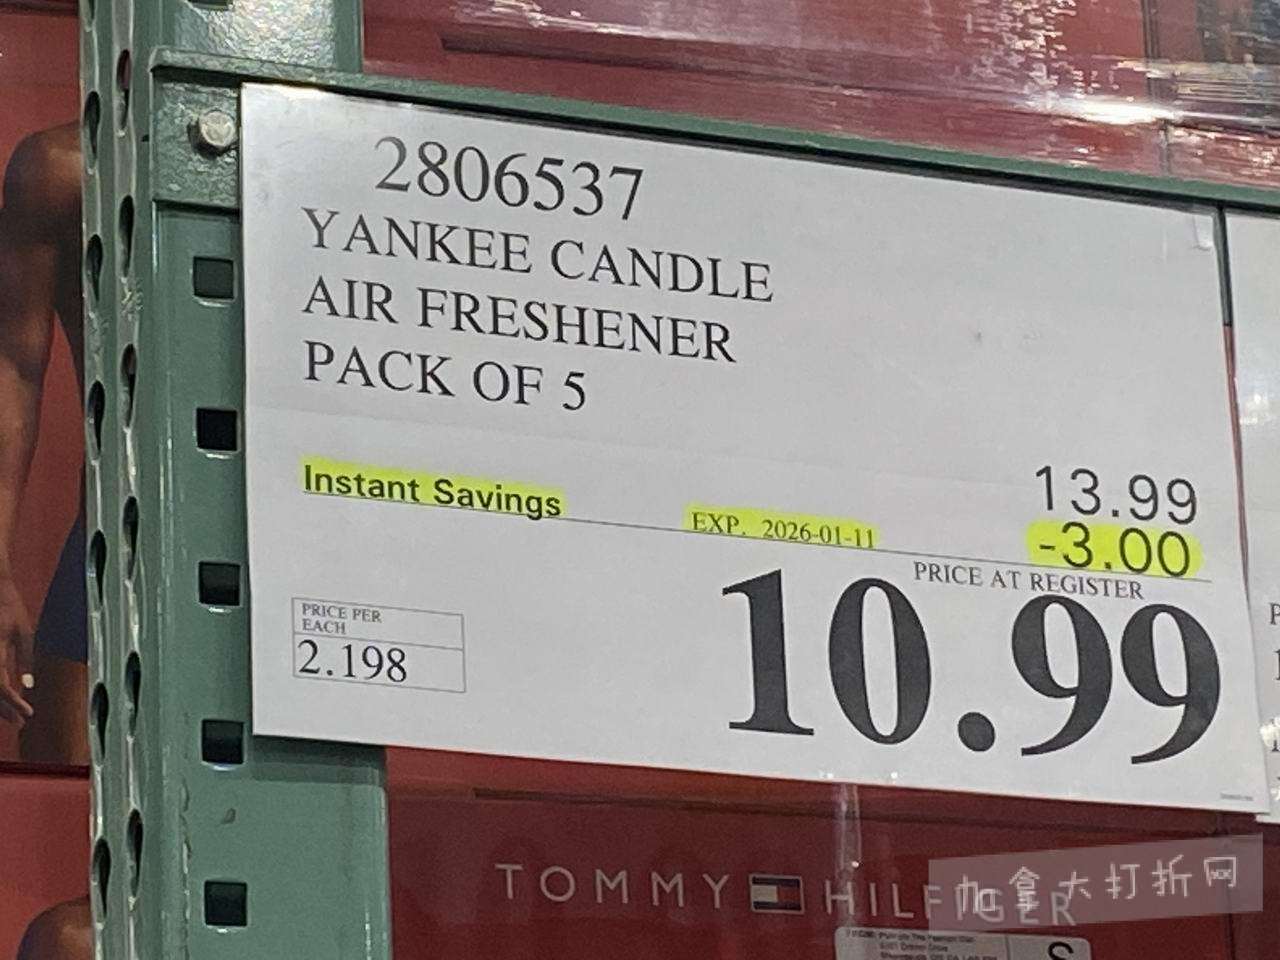 2806537
YANKEE CANDLE
AIR FRESHENER
PACK OF 5
13.99
Instant Savings EXP. 2026-01-11 -3.00
PRICE AT REGISTER
10.99
PRICE PER
EACH
2.198
TOMMY HILFIGER
加拿大打折网
S